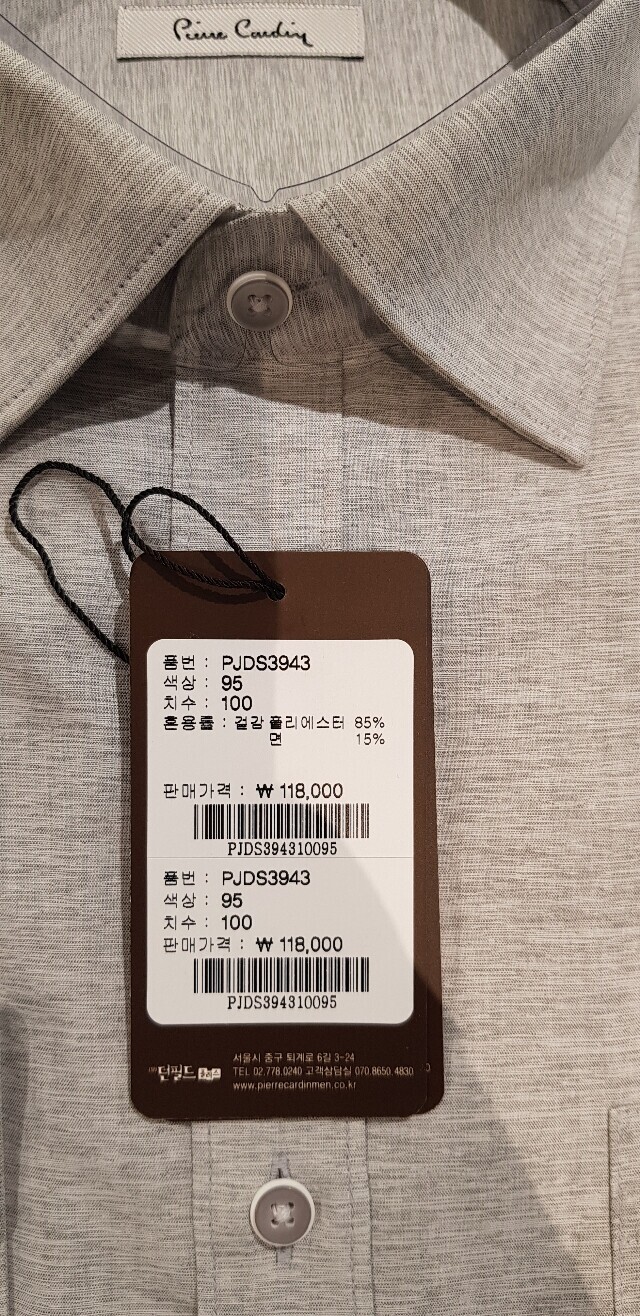 Pierre Cardin
품번 : PJDS3943
색상 : 95
치수 : 100
혼용률 : 겉감 폴리에스터 85%
면 15%
판매가격 : ₩ 118,000
PJDS394310095
품번 : PJDS3943
색상 : 95
치수 : 100
판매가격 : ₩ 118,000
PJDS394310095
서울시 중구 퇴계로 6길 3-24
던필드
TEL 02.778.0240 고객상담실 070.8650.4830
www.pierrecardinmen.co.kr